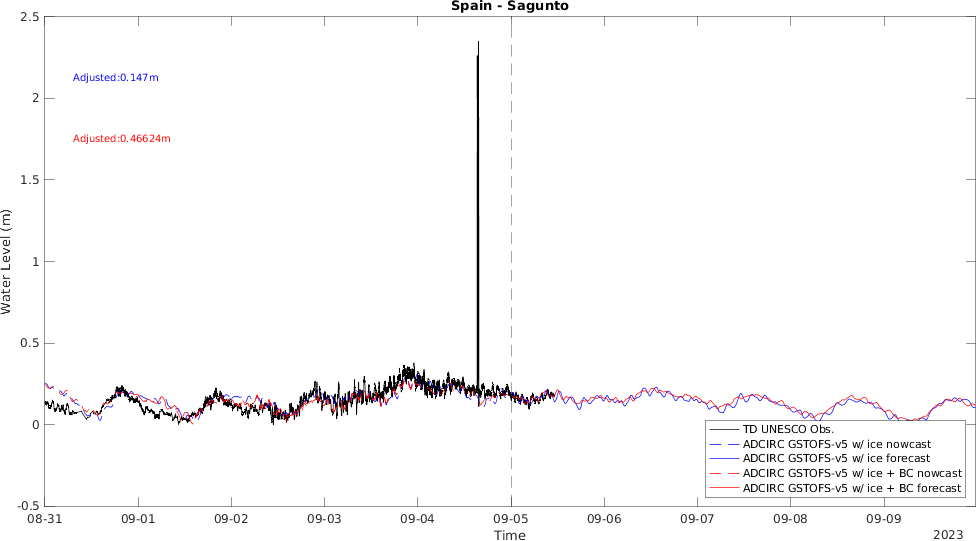 Spain - Sagunto
2.5
Adjusted:0.147m
2
Adjusted:0.46624m
1.5
Water Level (m)
1
0.5
0
TD UNESCO Obs.
ADCIRC GSTOFS-v5 w/ ice nowcast
ADCIRC GSTOFS-v5 w/ ice forecast
ADCIRC GSTOFS-v5 w/ ice + BC nowcast
ADCIRC GSTOFS-v5 w/ ice + BC forecast
-0.5
08-31 09-01 09-02 09-03 09-04 09-05 09-06 09-07 09-08 09-09
Time
2023